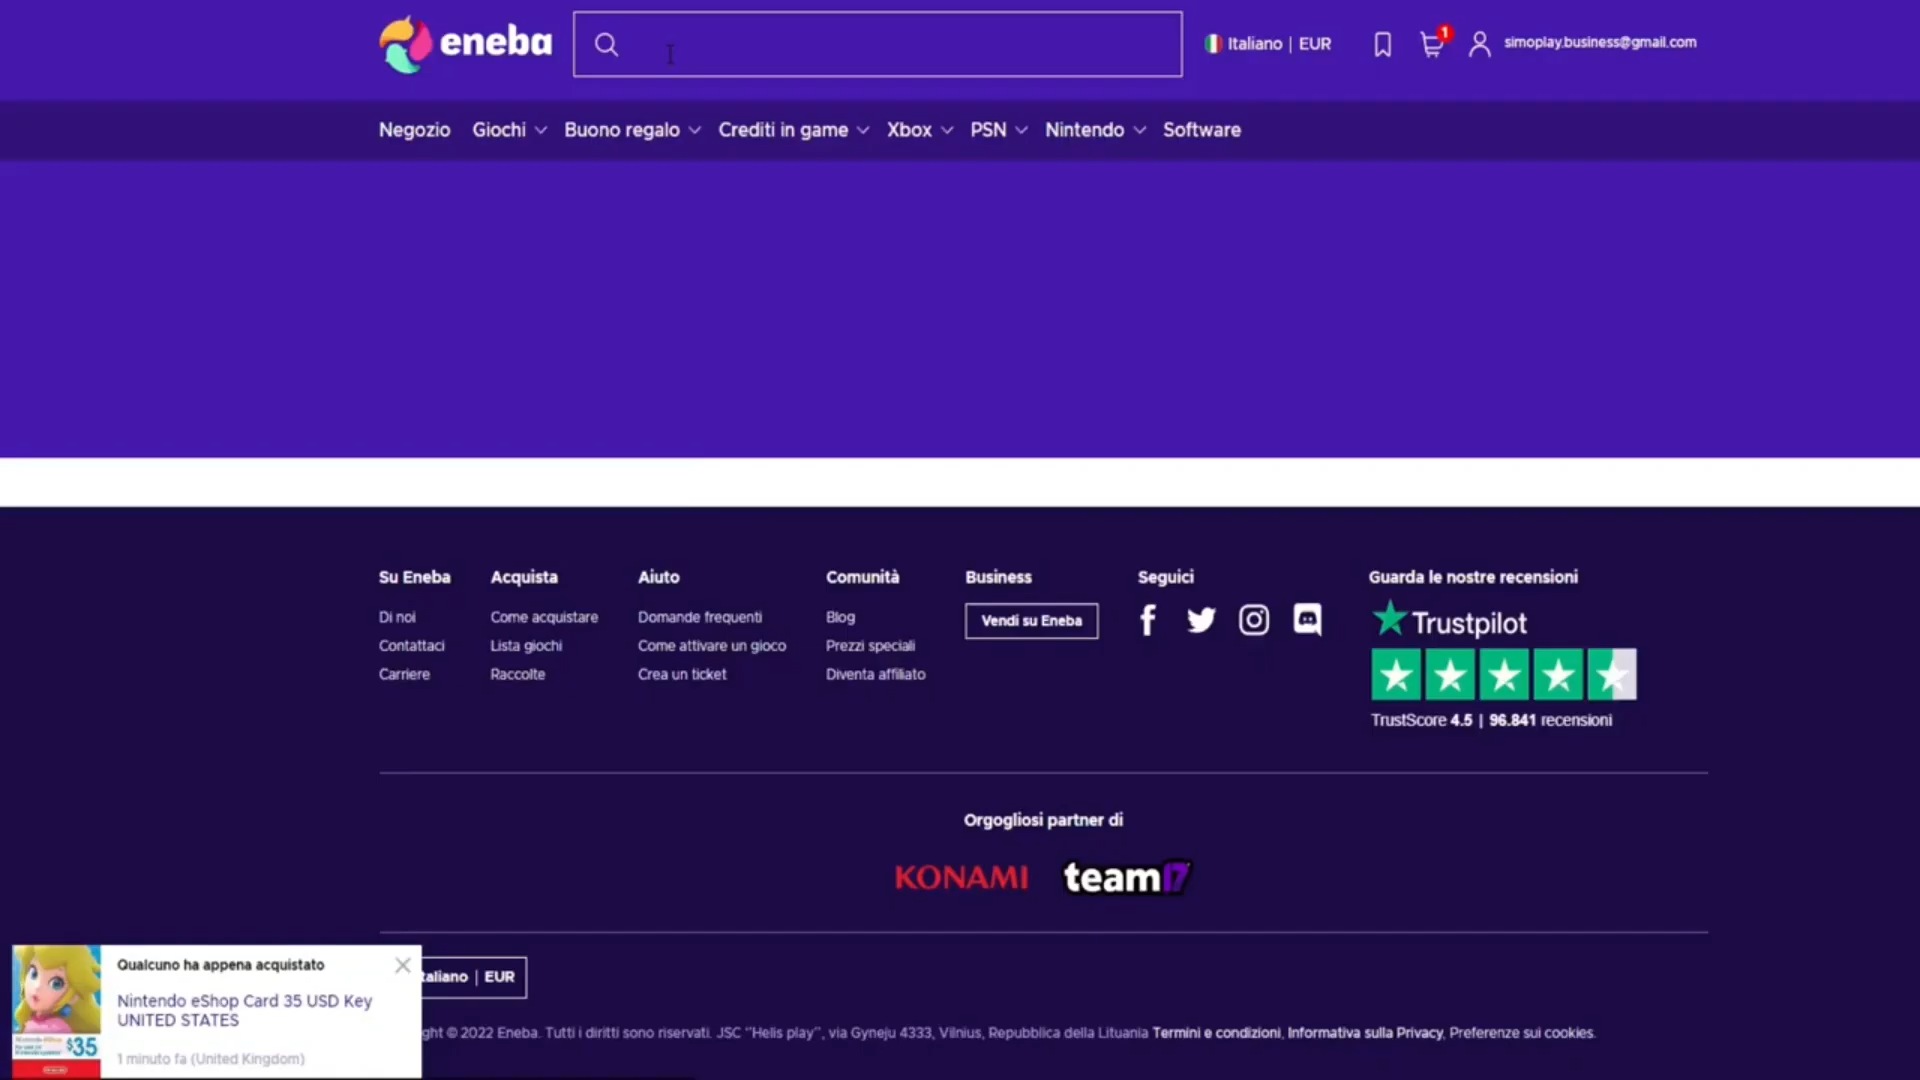 eneba
Italiano | EUR
1
simoplay.business@gmail.com
Negozio Giochi Buono regalo Crediti in game Xbox PSN Nintendo Software
Su Eneba
Di noi
Contattaci
Carriere
Acquista
Come acquistare
Lista giochi
Raccolte
Aiuto
Domande frequenti
Come attivare un gioco
Crea un ticket
Comunità
Blog
Prezzi speciali
Diventa affiliato
Business
Vendi su Eneba
Seguici
Guarda le nostre recensioni
Trustpilot
TrustScore 4.5 | 96.841 recensioni
Orgogliosi partner di
KONAMI team17
taliano | EUR
ght © 2022 Eneba. Tutti i diritti sono riservati. JSC "Helis play", via Gyneju 4333, Vilnius, Repubblica della Lituania Termini e condizioni, Informativa sulla Privacy, Preferenze sui cookies.
Qualcuno ha appena acquistato
Nintendo eShop Card 35 USD Key
UNITED STATES
1 minuto fa (United Kingdom)
$35